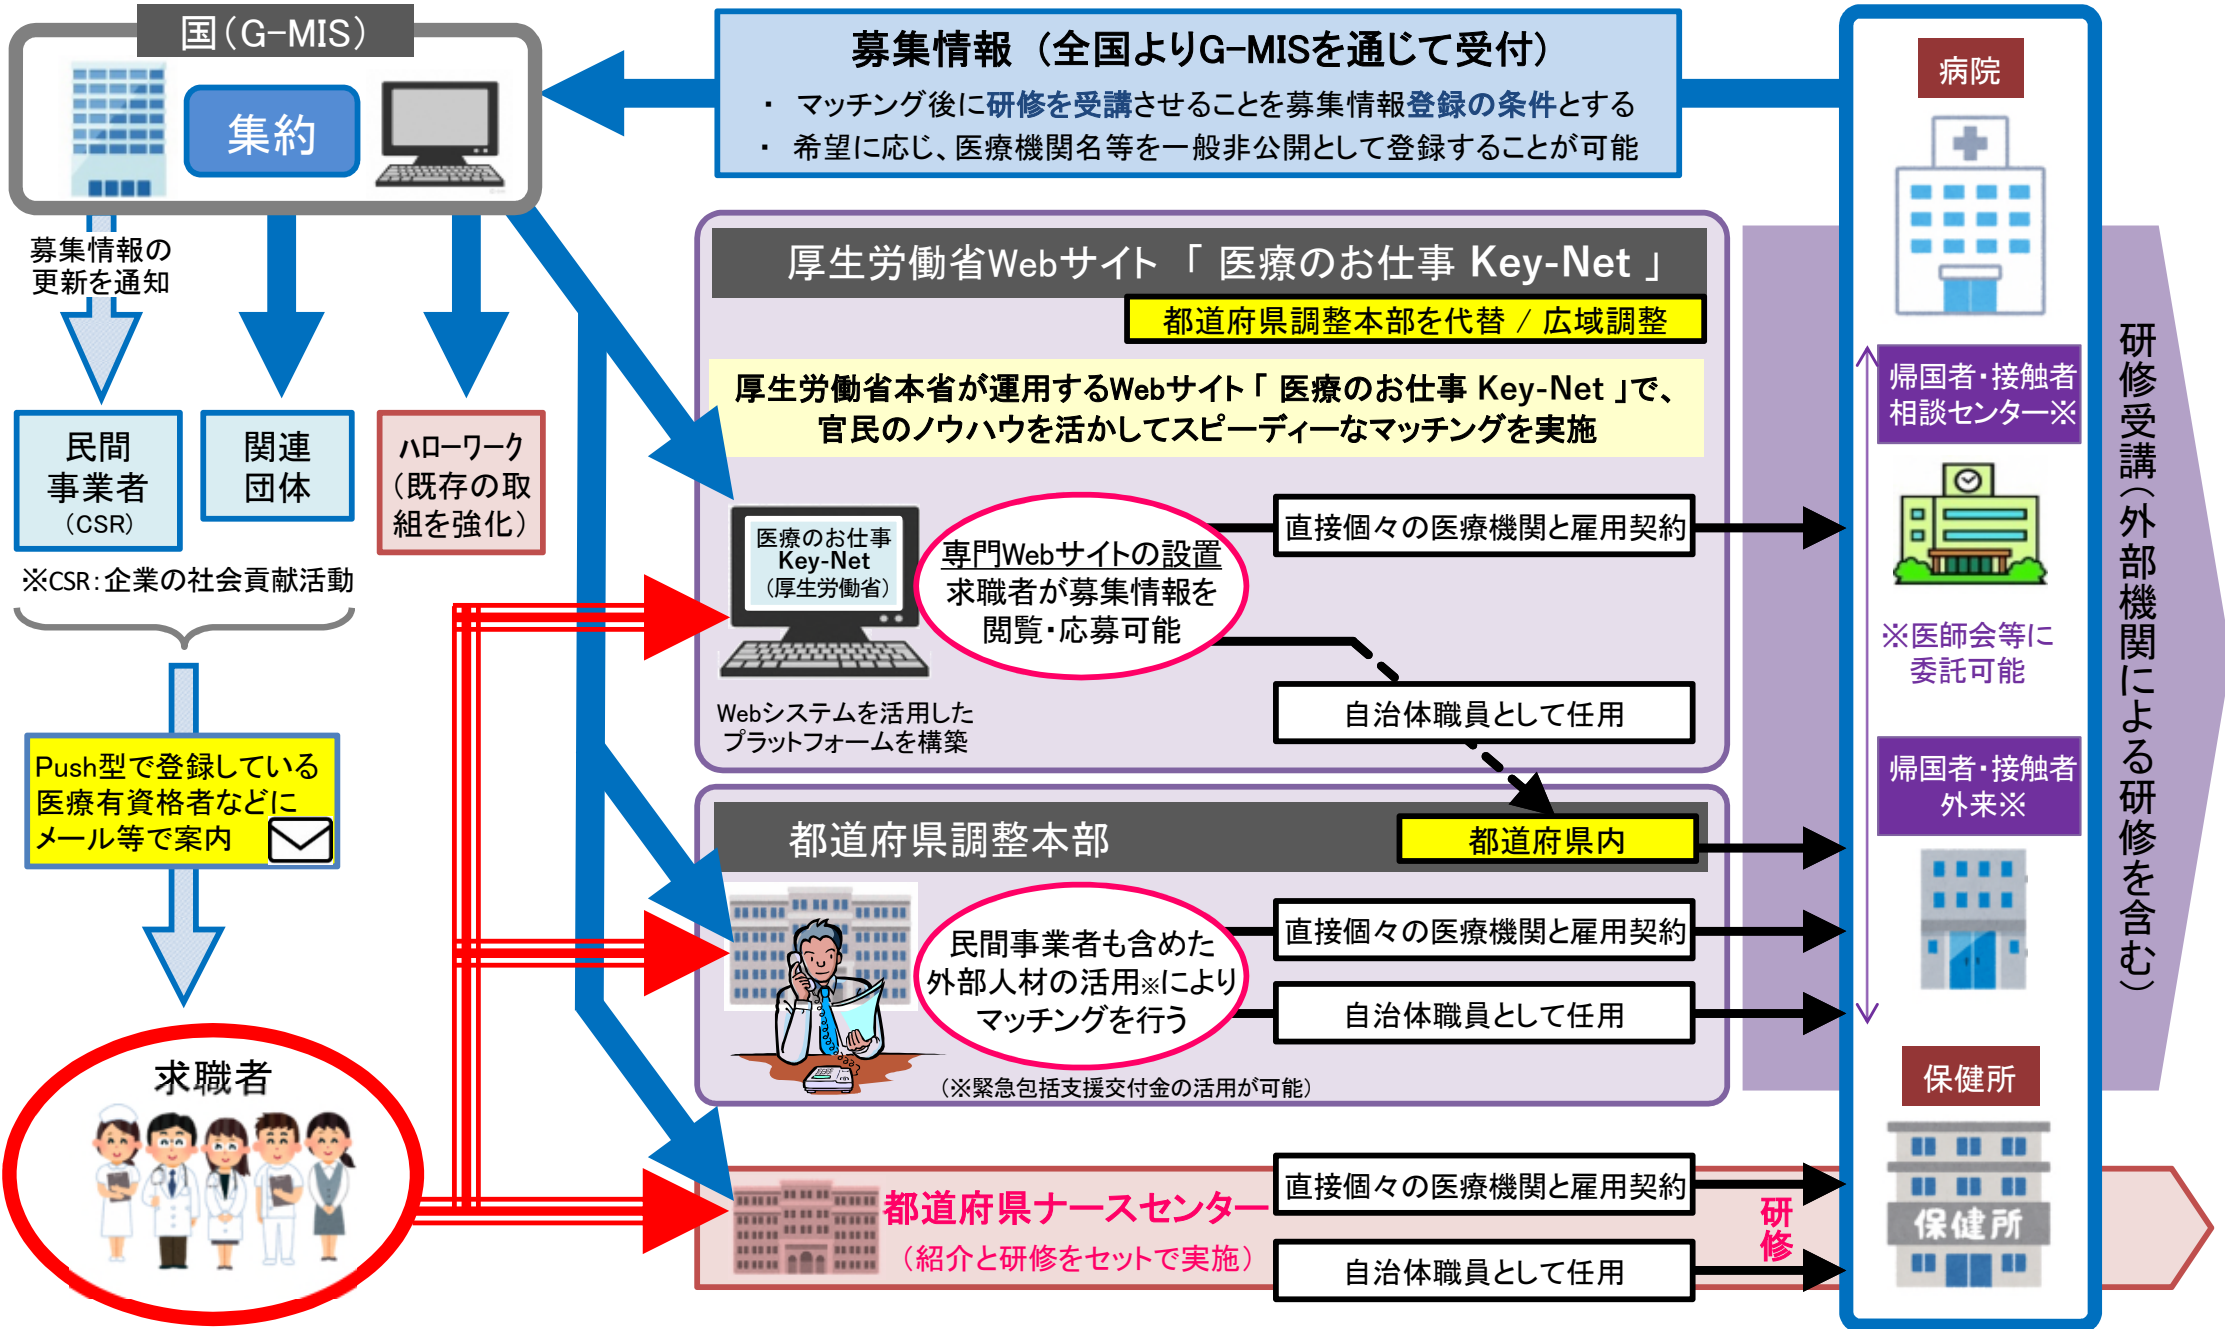 国（G-MIS）
集約
募集情報（全国よりG-MISを通じて受付）
・ マッチング後に研修を受講させることを募集情報登録の条件とする
・ 希望に応じ、医療機関名等を一般非公開として登録することが可能
募集情報の
更新を通知
民間
事業者
（CSR）
関連
団体
ハローワーク
（既存の取
組を強化）
※CSR：企業の社会貢献活動
Push型で登録している
医療有資格者などに
メール等で案内
求職者
厚生労働省Webサイト「 医療のお仕事 Key-Net 」
都道府県調整本部を代替 / 広域調整
厚生労働省本省が運用するWebサイト「 医療のお仕事 Key-Net 」で、
官民のノウハウを活かしてスピーディーなマッチングを実施
医療のお仕事
Key-Net
（厚生労働省）
専門Webサイトの設置
求職者が募集情報を
閲覧・応募可能
Webシステムを活用した
プラットフォームを構築
直接個々の医療機関と雇用契約
自治体職員として任用
都道府県調整本部
都道府県内
民間事業者も含めた
外部人材の活用※により
マッチングを行う
（※緊急包括支援交付金の活用が可能）
直接個々の医療機関と雇用契約
自治体職員として任用
都道府県ナースセンター
（紹介と研修をセットで実施）
直接個々の医療機関と雇用契約
自治体職員として任用
研修
病院
帰国者・接触者
相談センター※
※医師会等に
委託可能
帰国者・接触者
外来※
保健所
保健所
研修受講（外部機関による研修を含む）